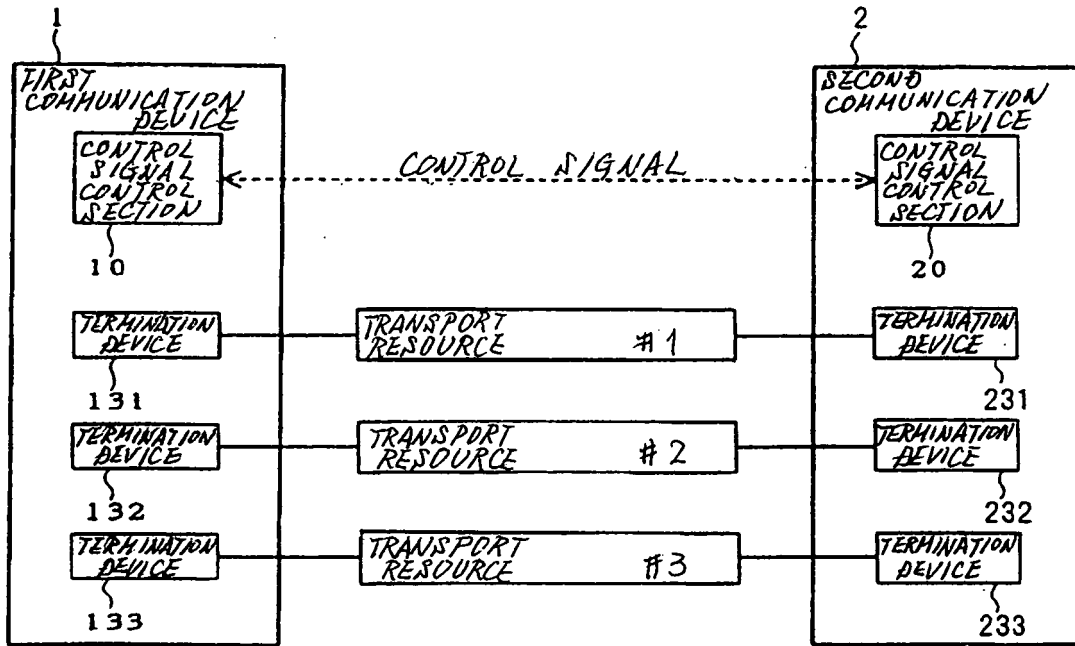 1
2
FIRST
COMMUNICATION
DEVICE
SECOND
COMMUNICATION
DEVICE
CONTROL
SIGNAL
CONTROL
SECTION
CONTROL SIGNAL
CONTROL
SIGNAL
CONTROL
SECTION
10
20
TERMINATION
DEVICE
TRANSPORT
RESOURCE #1
TERMINATION
DEVICE
131
231
TERMINATION
DEVICE
TRANSPORT
RESOURCE #2
TERMINATION
DEVICE
132
232
TERMINATION
DEVICE
TRANSPORT
RESOURCE #3
TERMINATION
DEVICE
133
233